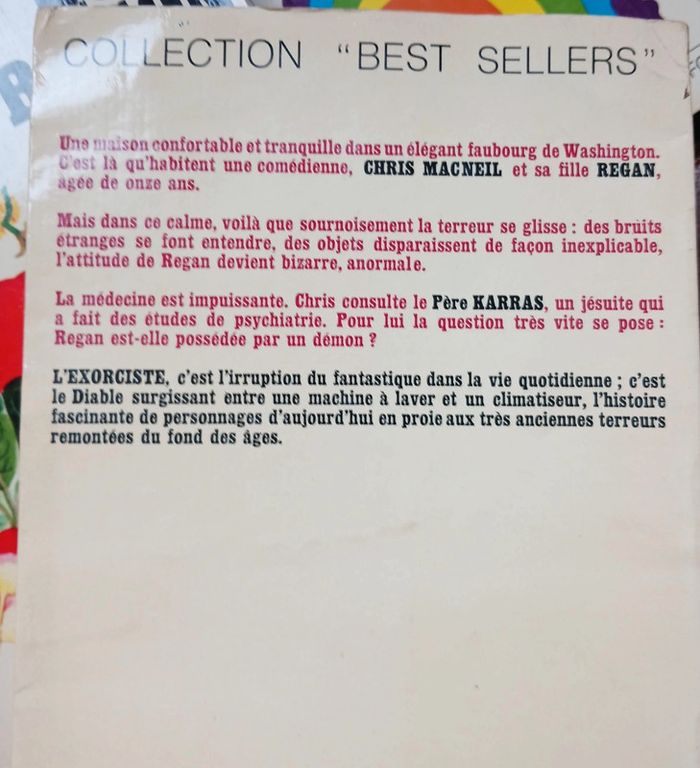 COLLECTION "BEST SELLERS"
Une maison confortable et tranquille dans un élégant faubourg de Washington.
C'est là qu'habitent une comédienne, CHRIS MACNEIL et sa fille REGAN,
agée de onze ans.
Mais dans ce calme, voilà que sournoisement la terreur se glisse : des bruits
étranges se font entendre, des objets disparaissent de façon inexplicable,
l'attitude de Regan devient bizarre, anormale.
La médecine est impuissante. Chris consulte le Père KARRAS, un jésuite qui
a fait des études de psychiatrie. Pour lui la question très vite se pose :
Regan est-elle possédée par un démon ?
L'EXORCISTE, c'est l'irruption du fantastique dans la vie quotidienne ; c'est
le Diable surgissant entre une machine à laver et un climatiseur, l'histoire
fascinante de personnages d'aujourd'hui en proie aux très anciennes terreurs
remontées du fond des âges.